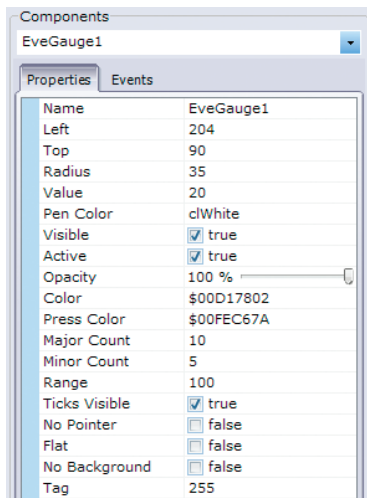 Components
EveGauge1
Properties Events
Name EveGauge1
Left 204
Top 90
Radius 35
Value 20
Pen Color clWhite
Visible true
Active true
Opacity 100 %
Color $00D17802
Press Color $00FEC67A
Major Count 10
Minor Count 5
Range 100
Ticks Visible true
No Pointer false
Flat false
No Background false
Tag 255